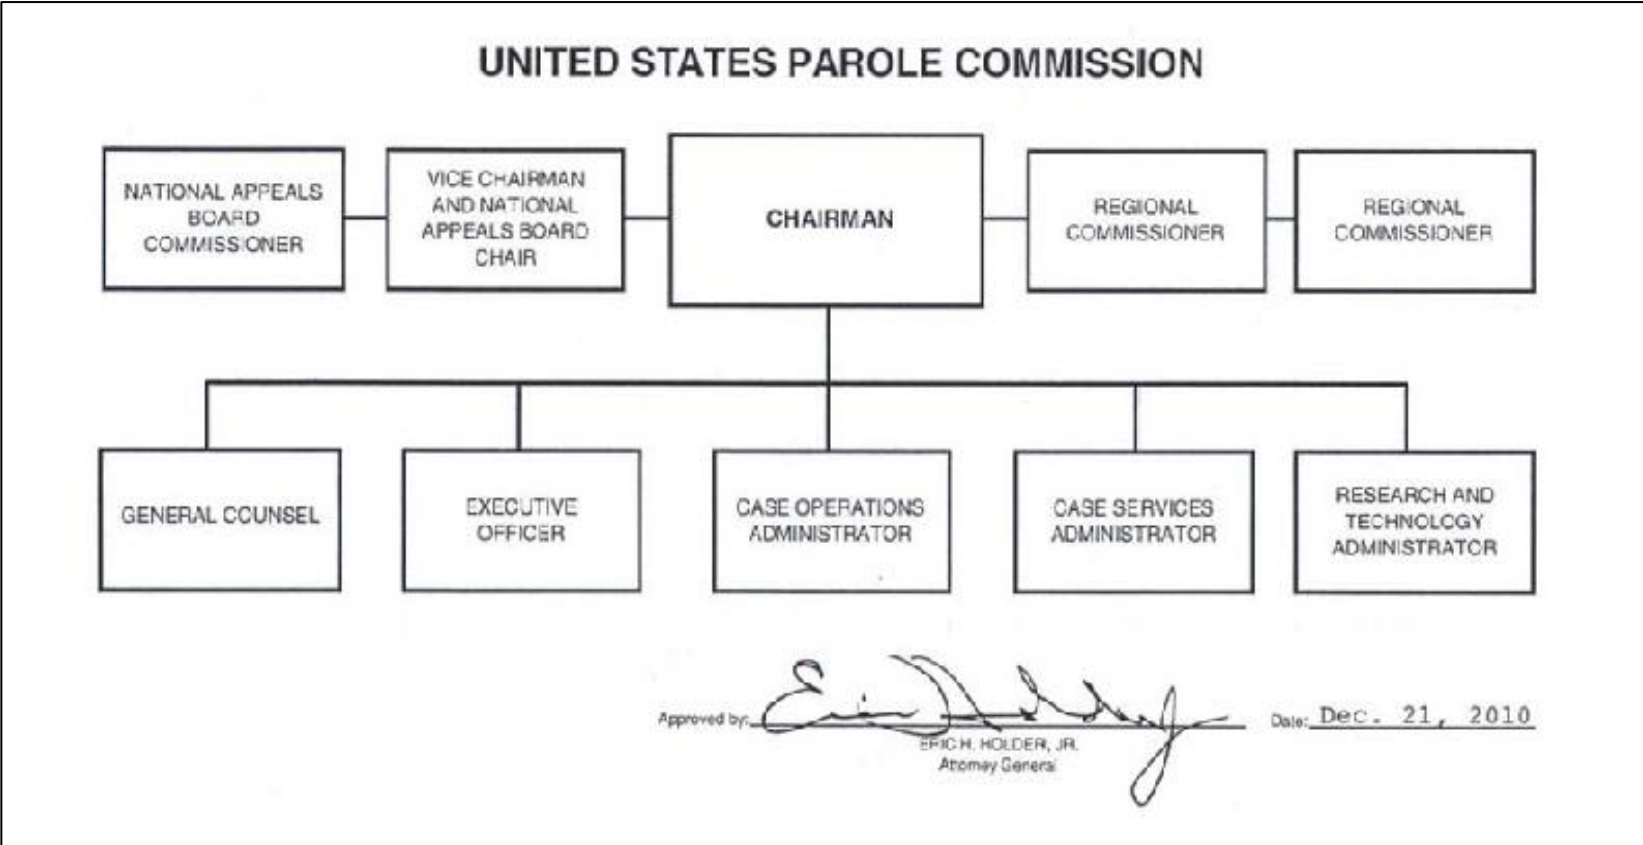 UNITED STATES PAROLE COMMISSION
NATIONAL APPEALS
BOARD
COMMISSIONER
VICE CHAIRMAN
AND NATIONAL
APPEALS BOARD
CHAIR
CHAIRMAN
REGIONAL
COMMISSIONER
REGIONAL
COMMISSIONER
GENERAL COUNSEL
EXECUTIVE
OFFICER
CASE OPERATIONS
ADMINISTRATOR
CASE SERVICES
ADMINISTRATOR
RESEARCH AND
TECHNOLOGY
ADMINISTRATOR
Approved by:
ERIC H. HOLDER, JR.
Attorney General
Date: Dec. 21, 2010